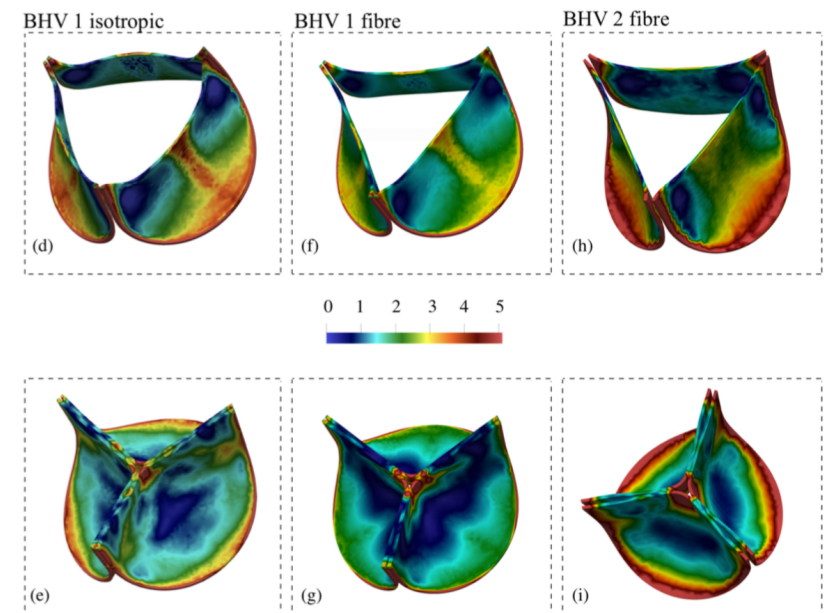 BHV 1 isotropic
BHV 1 fibre
BHV 2 fibre
(d)
(f)
(h)
0 1 2 3 4 5
(e)
(g)
(i)